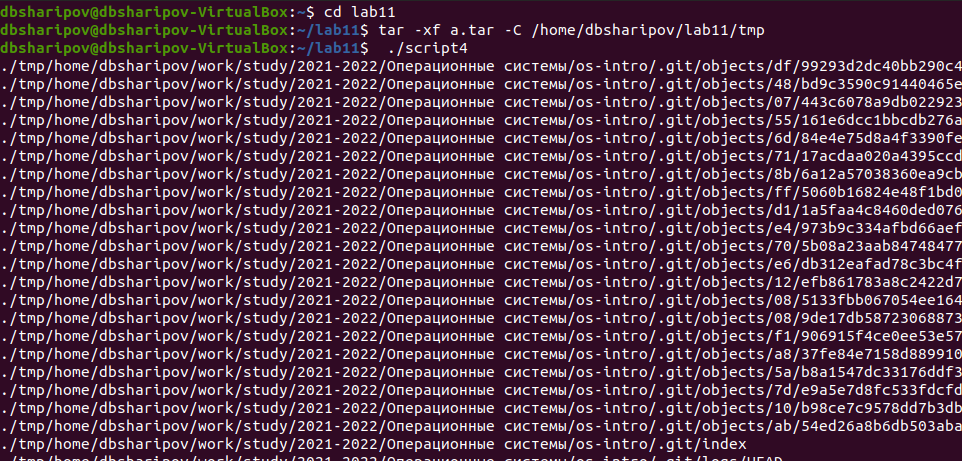 dbsharipov@dbsharipov-VirtualBox:~$ cd lab11
dbsharipov@dbsharipov-VirtualBox:~/lab11$ tar -xf a.tar -C /home/dbsharipov/lab11/tmp
dbsharipov@dbsharipov-VirtualBox:~/lab11$  ./script4
./tmp/home/dbsharipov/work/study/2021-2022/Операционные системы/os-intro/.git/objects/df/99293d2dc40bb290c4
./tmp/home/dbsharipov/work/study/2021-2022/Операционные системы/os-intro/.git/objects/48/bd9c3590c91440465e
./tmp/home/dbsharipov/work/study/2021-2022/Операционные системы/os-intro/.git/objects/07/443c6078a9db022923
./tmp/home/dbsharipov/work/study/2021-2022/Операционные системы/os-intro/.git/objects/55/161e6dcc1bbcdb276a
./tmp/home/dbsharipov/work/study/2021-2022/Операционные системы/os-intro/.git/objects/6d/84e4e75d8a4f3390fe
./tmp/home/dbsharipov/work/study/2021-2022/Операционные системы/os-intro/.git/objects/71/17acdaa020a4395ccd
./tmp/home/dbsharipov/work/study/2021-2022/Операционные системы/os-intro/.git/objects/8b/6a12a57038360ea9cb
./tmp/home/dbsharipov/work/study/2021-2022/Операционные системы/os-intro/.git/objects/ff/5060b16824e48f1bd0
./tmp/home/dbsharipov/work/study/2021-2022/Операционные системы/os-intro/.git/objects/d1/1a5faa4c8460ded076
./tmp/home/dbsharipov/work/study/2021-2022/Операционные системы/os-intro/.git/objects/e4/973b9c334afbd66aef
./tmp/home/dbsharipov/work/study/2021-2022/Операционные системы/os-intro/.git/objects/70/5b08a23aab84748477
./tmp/home/dbsharipov/work/study/2021-2022/Операционные системы/os-intro/.git/objects/e6/db312eafad78c3bc4f
./tmp/home/dbsharipov/work/study/2021-2022/Операционные системы/os-intro/.git/objects/12/efb861783a8c2422d7
./tmp/home/dbsharipov/work/study/2021-2022/Операционные системы/os-intro/.git/objects/08/5133fbb067054ee164
./tmp/home/dbsharipov/work/study/2021-2022/Операционные системы/os-intro/.git/objects/08/9de17db58723068873
./tmp/home/dbsharipov/work/study/2021-2022/Операционные системы/os-intro/.git/objects/f1/906915f4ce0ee53e57
./tmp/home/dbsharipov/work/study/2021-2022/Операционные системы/os-intro/.git/objects/a8/37fe84e7158d889910
./tmp/home/dbsharipov/work/study/2021-2022/Операционные системы/os-intro/.git/objects/5a/b8a1547dc33176ddf3
./tmp/home/dbsharipov/work/study/2021-2022/Операционные системы/os-intro/.git/objects/7d/e9a5e7d8fc533fdcfd
./tmp/home/dbsharipov/work/study/2021-2022/Операционные системы/os-intro/.git/objects/10/b98ce7c9578dd7b3db
./tmp/home/dbsharipov/work/study/2021-2022/Операционные системы/os-intro/.git/objects/ab/54ed26a8b6db503aba
./tmp/home/dbsharipov/work/study/2021-2022/Операционные системы/os-intro/.git/index
./tmp/home/dbsharipov/work/study/2021-2022/Операционные системы/os-intro/.git/logs/HEAD